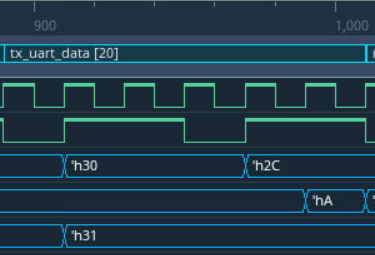 900 1,000
tx_uart_data [20]
'h30 'h2C
'hA
'h31